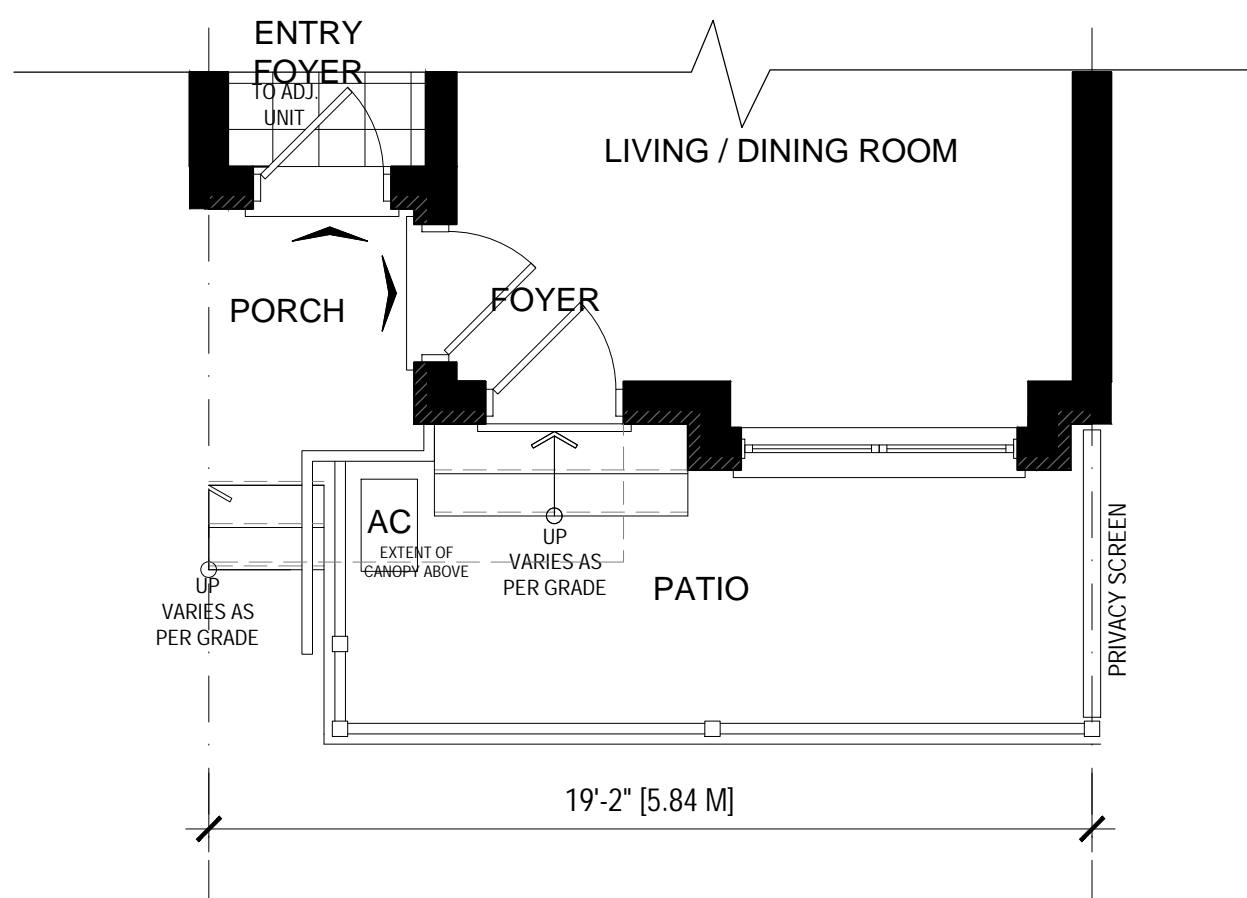 ENTRY
FOYER
TO ADJ.
UNIT
LIVING / DINING ROOM
PORCH
FOYER
AC
EXTENT OF
CANOPY ABOVE
UP
VARIES AS
PER GRADE
UP
VARIES AS
PER GRADE
PATIO
PRIVACY SCREEN
19'-2" [5.84 M]